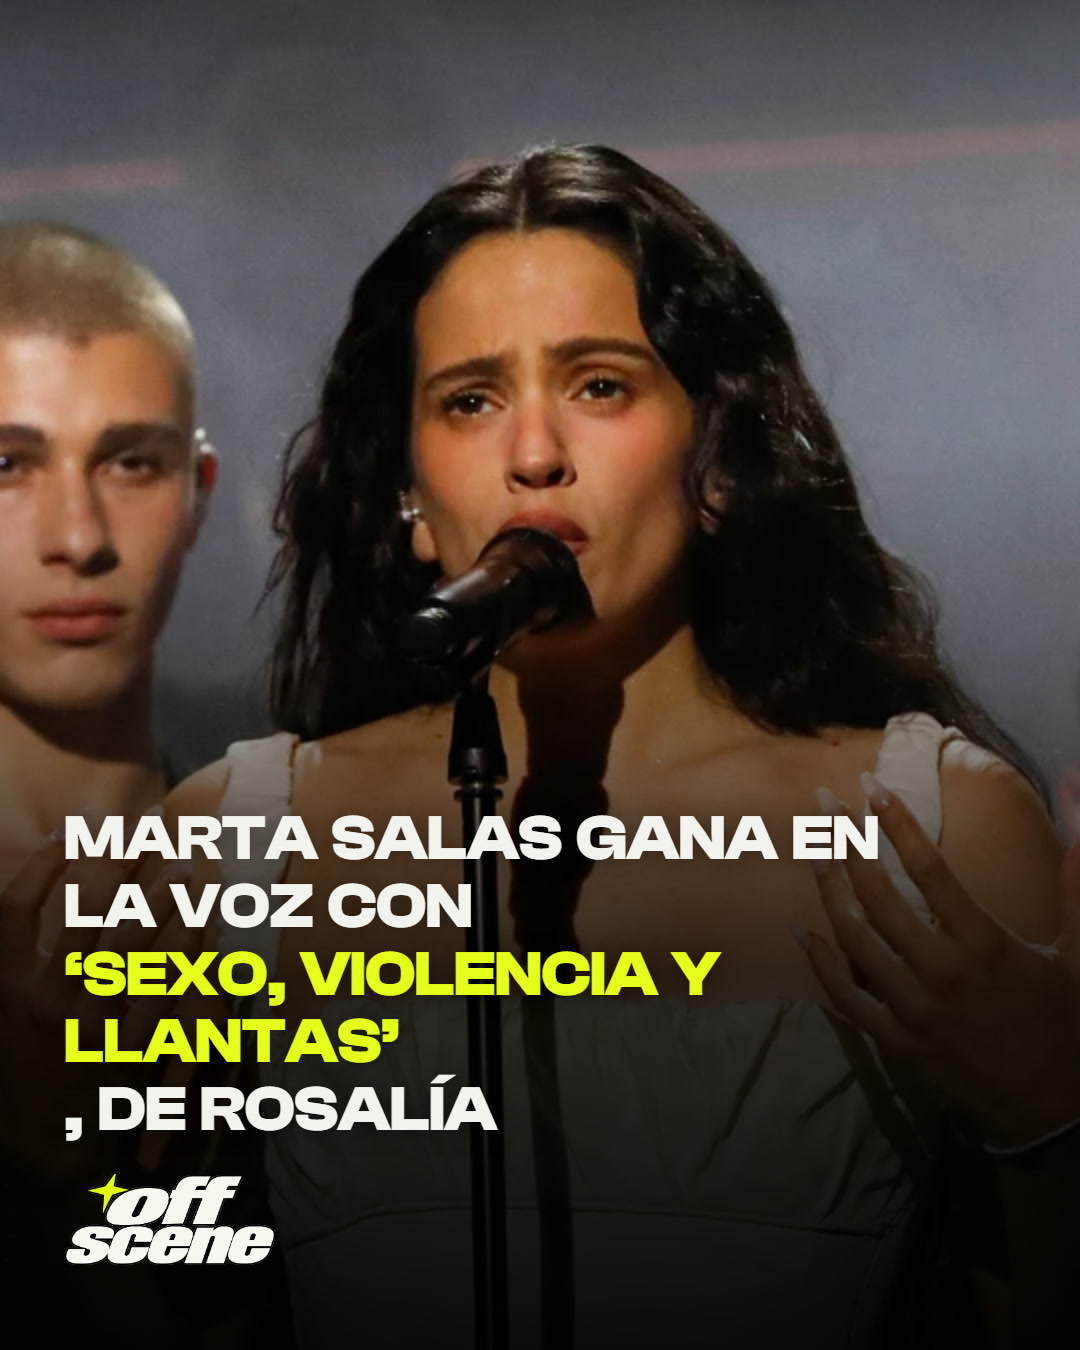 MARTA SALAS GANA EN
LA VOZ CON
‘SEXO, VIOLENCIA Y
LLANTAS’
, DE ROSALÍA
off
scene